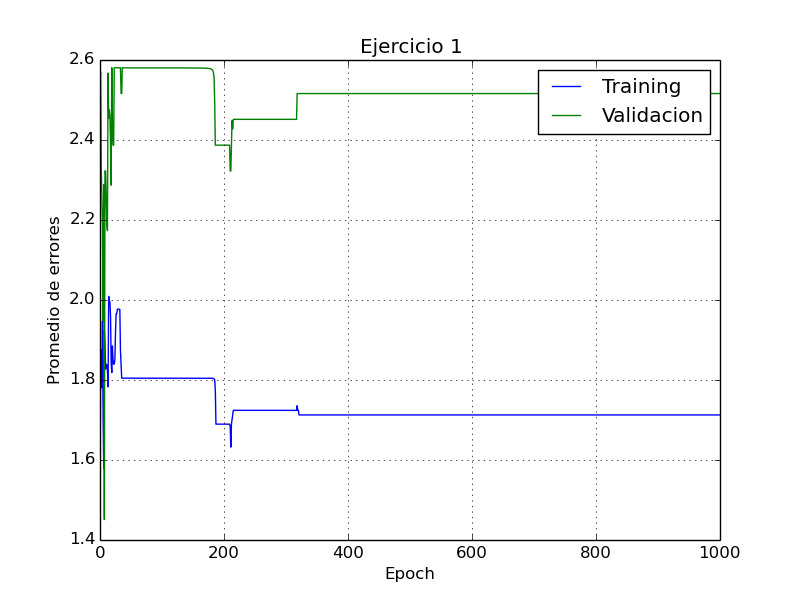 Ejercicio 1
Training
Validacion
2.6
2.4
2.2
2.0
1.8
1.6
1.4
Promedio de errores
0
200
400
600
800
1000
Epoch